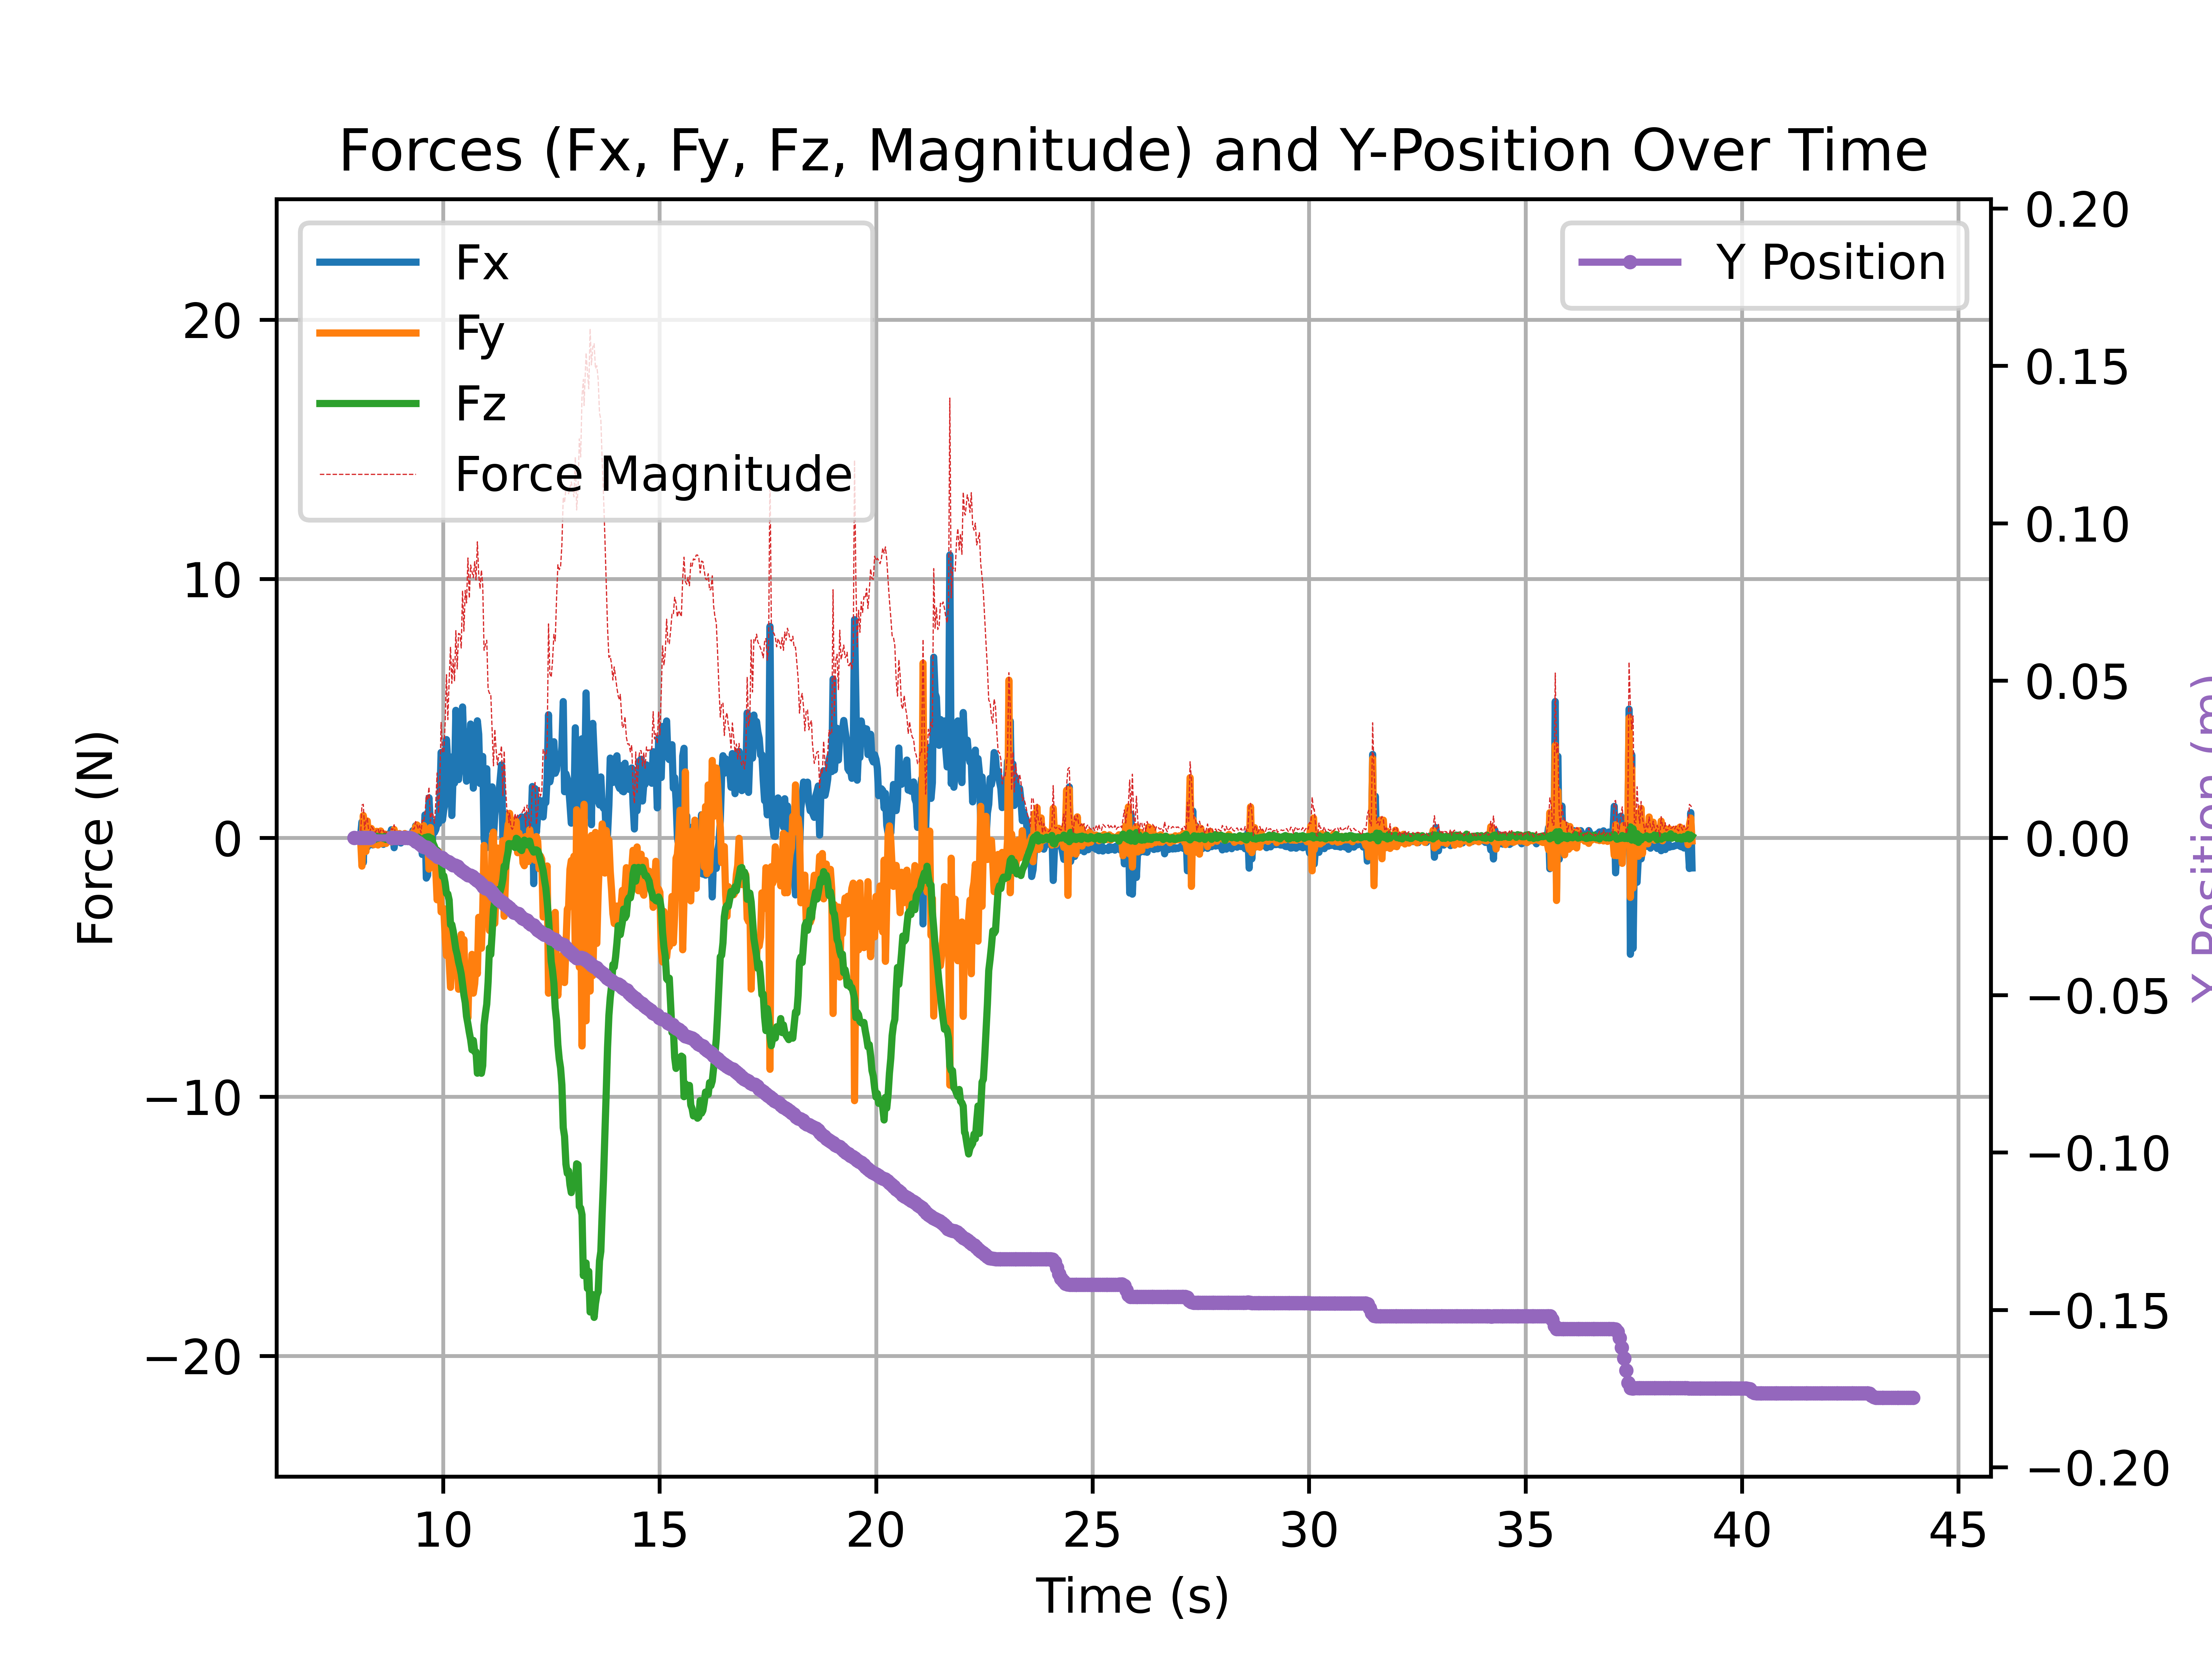 Forces (Fx, Fy, Fz, Magnitude) and Y-Position Over Time
Fx
Fy
Fz
Force Magnitude
Y Position
20
10
0
−10
−20
Force (N)
0.20
0.15
0.10
0.05
0.00
−0.05
−0.10
−0.15
−0.20
Y Position (m)
10
15
20
25
30
35
40
45
Time (s)